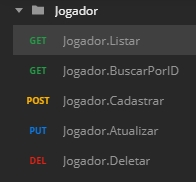 Jogador
GET Jogador.Listar
GET Jogador.BuscarPorID
POST Jogador.Cadastrar
PUT Jogador.Atualizar
DEL Jogador.Deletar